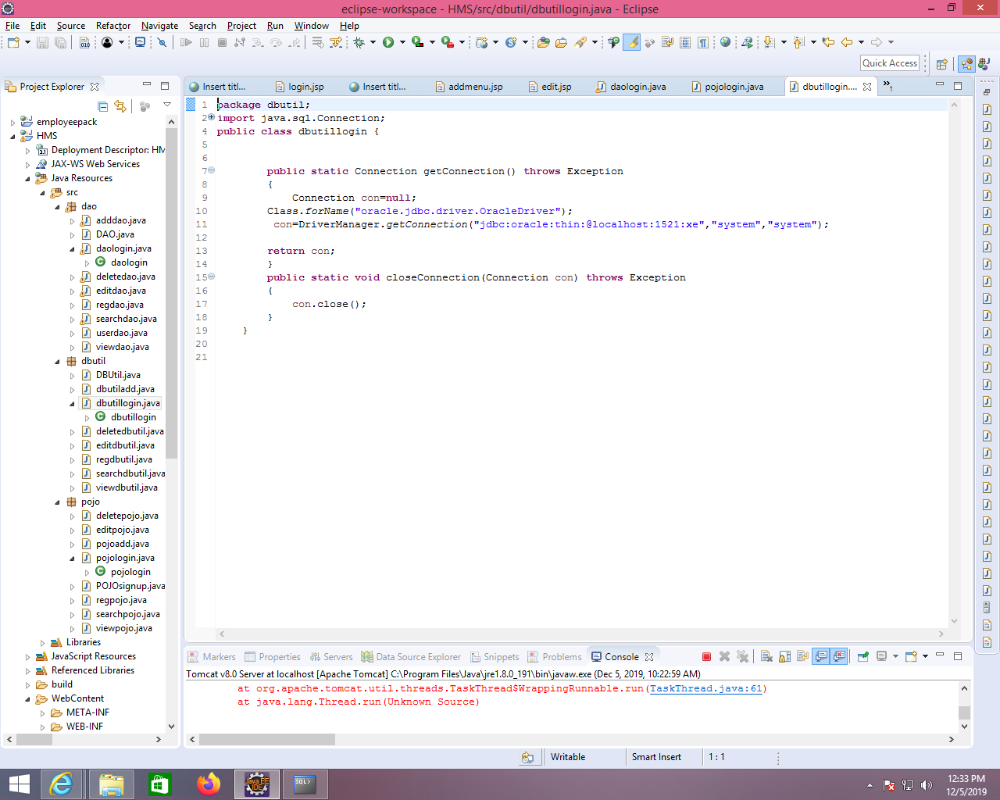 eclipse-workspace - HMS/src/dbutil/dbutillogin.java - Eclipse
File Edit Source Refactor Navigate Search Project Run Window Help
Quick Access
Project Explorer
Insert titl...
login.jsp
Insert titl...
addmenu.jsp
edit.jsp
daologin.java
pojologin.java
dbutillogin....
»1
employeepack
HMS
Deployment Descriptor: HM
JAX-WS Web Services
Java Resources
src
dao
adddao.java
DAO.java
daologin.java
daologin
deletedao.java
editdao.java
regdao.java
searchdao.java
userdao.java
viewdao.java
dbutil
DBUtil.java
dbutiladd.java
dbutillogin.java
dbutillogin
deletedbutil.java
editdbutil.java
regdbutil.java
searchdbutil.java
viewdbutil.java
pojo
deletepojo.java
editpojo.java
pojoadd.java
pojologin.java
pojologin
POJOsignup.java
regpojo.java
searchpojo.java
viewpojo.java
Libraries
JavaScript Resources
Referenced Libraries
build
WebContent
META-INF
WEB-INF
1 package dbutil;
2 import java.sql.Connection;
4 public class dbutillogin {
5
6
7 public static Connection getConnection() throws Exception
8 {
9 Connection con=null;
10 Class.forName("oracle.jdbc.driver.OracleDriver");
11 con=DriverManager.getConnection("jdbc:oracle:thin:@localhost:1521:xe","system","system");
12
13 return con;
14 }
15 public static void closeConnection(Connection con) throws Exception
16 {
17 con.close();
18 }
19 }
20
21
Markers Properties Servers Data Source Explorer Snippets Problems Console
Tomcat v8.0 Server at localhost [Apache Tomcat] C:\Program Files\Java\jre1.8.0_191\bin\javaw.exe (Dec 5, 2019, 10:22:59 AM)
at org.apache.tomcat.util.threads.TaskThread$WrappingRunnable.run(TaskThread.java:61)
at java.lang.Thread.run(Unknown Source)
Writable
Smart Insert
1 : 1
Java EE
IDE
SQL>
12:33 PM
12/5/2019